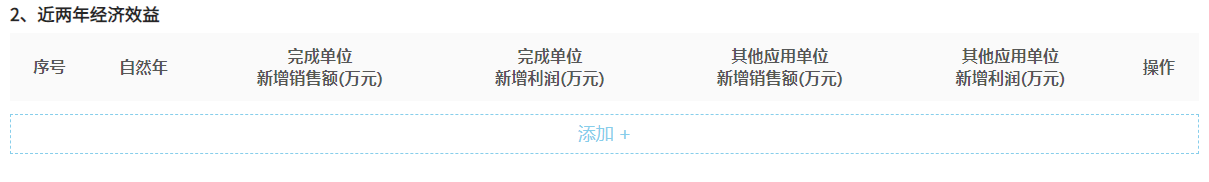 2、近两年经济效益
序号 自然年 完成单位 新增销售额(万元) 完成单位 新增利润(万元) 其他应用单位 新增销售额(万元) 其他应用单位 新增利润(万元) 操作
添加 +